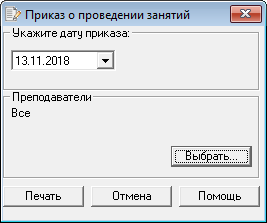 Приказ о проведении занятий
Укажите дату приказа:
13.11.2018
Преподаватели
Все
Выбрать...
Печать Отмена Помощь